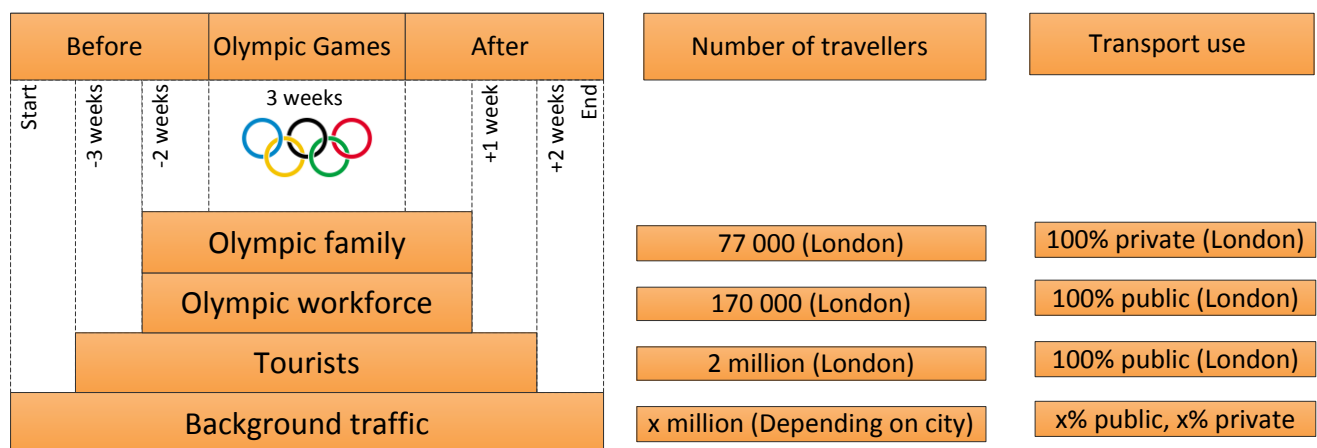 Before
Olympic Games
After
Number of travellers
Transport use
Start
-3 weeks
-2 weeks
3 weeks
+1 week
+2 weeks
End
Olympic family
77 000 (London)
100% private (London)
Olympic workforce
170 000 (London)
100% public (London)
Tourists
2 million (London)
100% public (London)
Background traffic
x million (Depending on city)
x% public, x% private